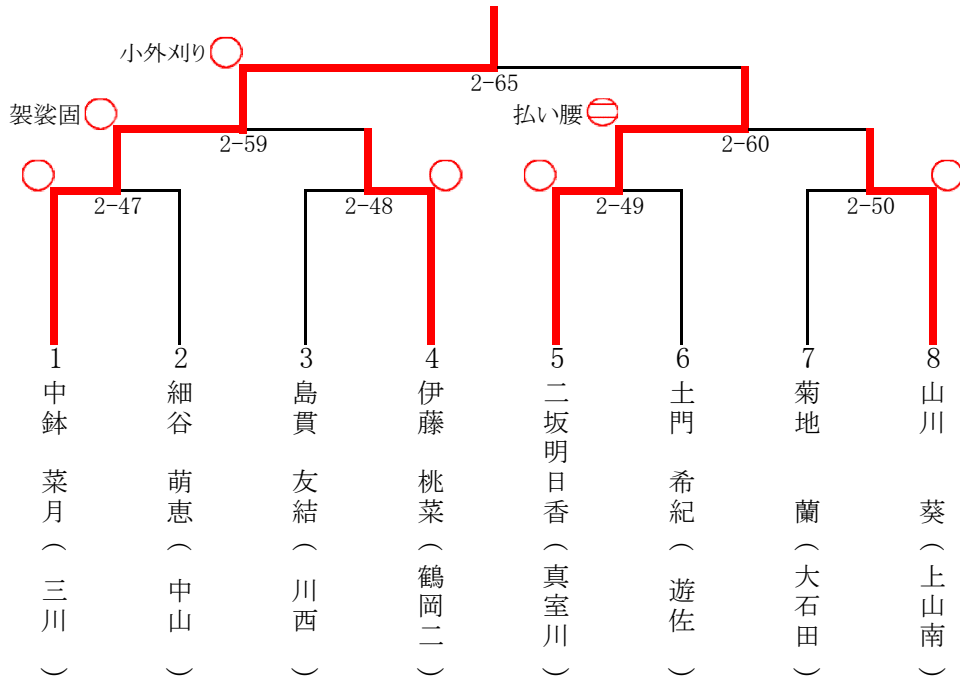 小外刈り
2-65
袈裟固
払い腰
2-59
2-60
2-47
2-48
2-49
2-50
1
中鉢 菜月(三川)
2
細谷 萌恵(中山)
3
島貫 友結(川西)
4
伊藤 桃菜(鶴岡二)
5
二坂明日香(真室川)
6
土門 希紀(遊佐)
7
菊地 蘭(大石田)
8
山川 葵(上山南)